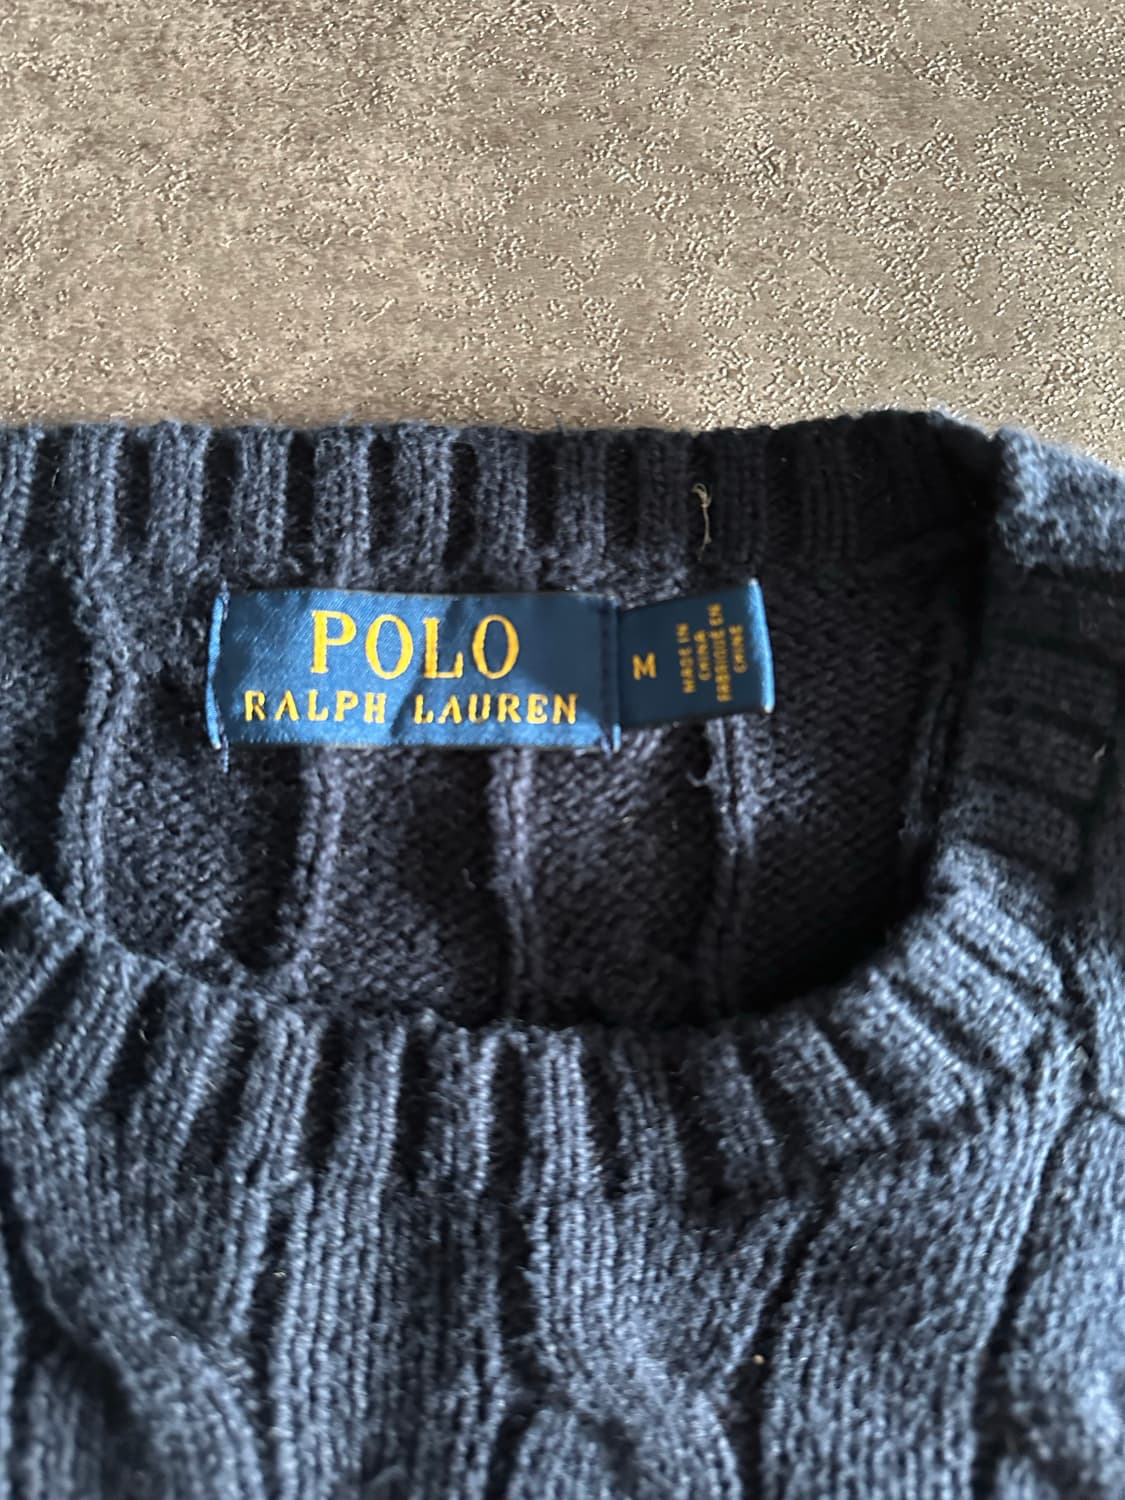 POLO
RALPH LAUREN
M
MADE IN
CHINA
FABRIQUÉ EN
CHINE